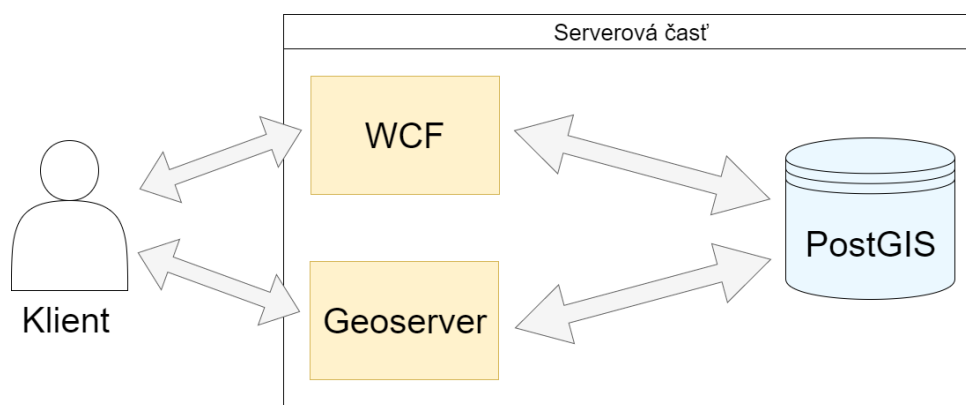 Serverová časť
WCF
PostGIS
Klient
Geoserver